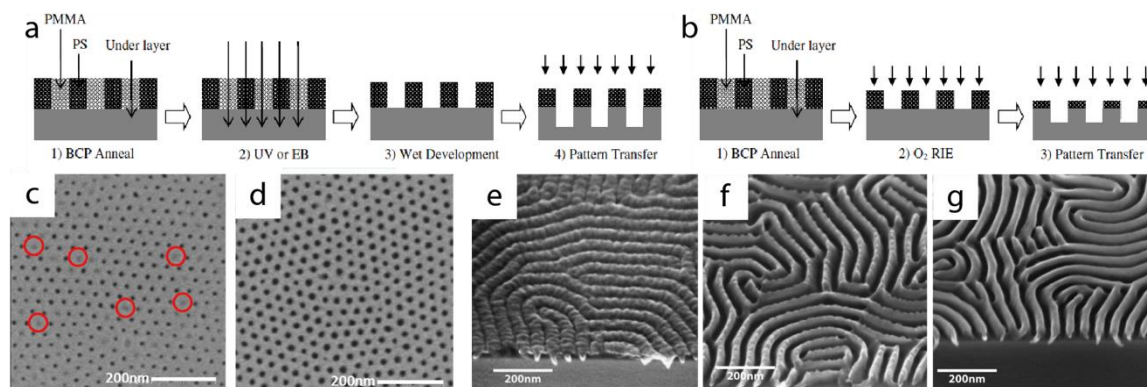 a
PMMA
PS
Under layer
1) BCP Anneal
2) UV or EB
3) Wet Development
4) Pattern Transfer
b
PMMA
PS
Under layer
1) BCP Anneal
2) O₂ RIE
3) Pattern Transfer
c
200nm
d
200nm
e
200nm
f
200nm
g
200nm